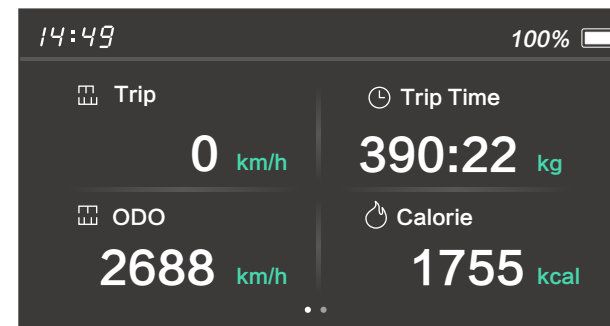 14:49 100%
Trip Trip Time
0 km/h 390:22 kg
ODO Calorie
2688 km/h 1755 kcal